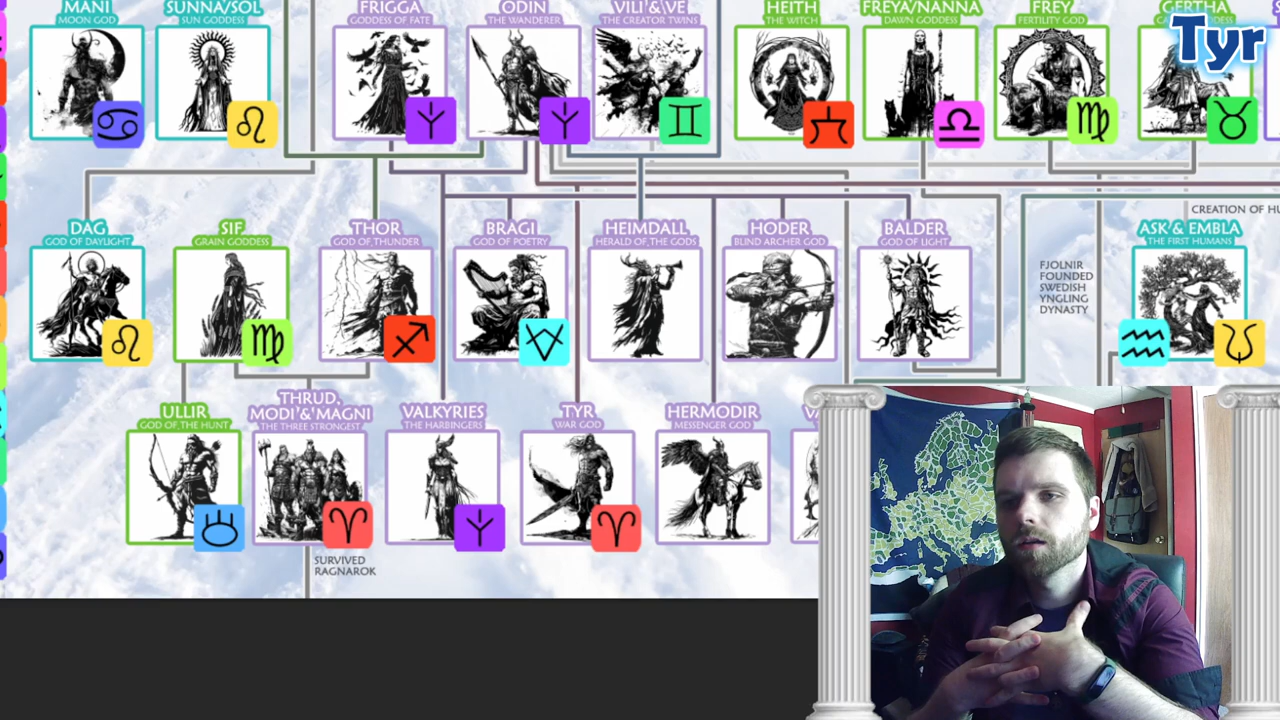 MANI
MOON GOD
SUNNA/SOL
SUN GODDESS
FRIGGA
GODDESS OF FATE
ODIN
THE WANDERER
VILI & VE
THE CREATOR TWINS
HEITH
THE WITCH
FREYA/NANNA
DAWN GODDESS
FREY
FERTILITY GOD
GERTHA
Tyr
DAG
GOD OF DAYLIGHT
SIF
GRAIN GODDESS
THOR
GOD OF THUNDER
BRAGI
GOD OF POETRY
HEIMDALL
HERALD OF THE GODS
HODER
BLIND ARCHER GOD
BALDER
GOD OF LIGHT
CREATION OF HU
ASK & EMBLA
THE FIRST HUMANS
FJOLNIR
FOUNDED
SWEDISH
YNGLING
DYNASTY
ULLIR
GOD OF THE HUNT
THRUD,
MODI & MAGNI
THE THREE STRONGEST
VALKYRIES
THE HARBINGERS
TYR
WAR GOD
HERMODIR
MESSENGER GOD
SURVIVED
RAGNAROK